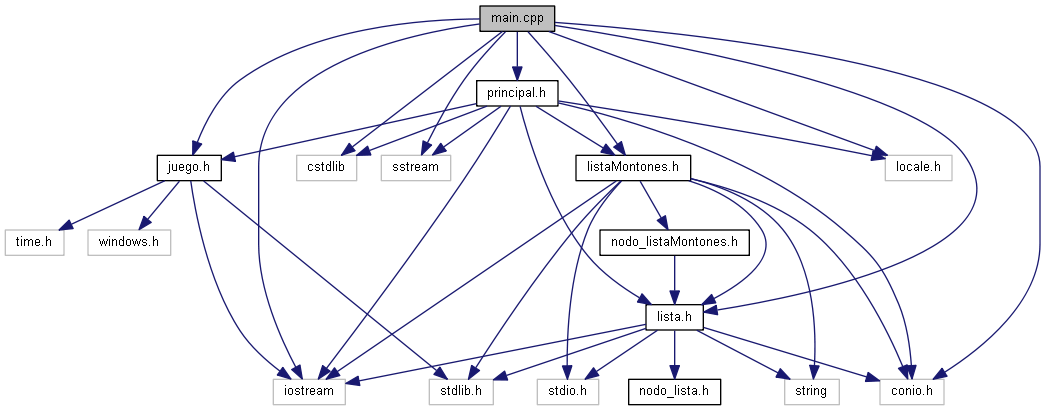 main.cpp
principal.h
juego.h
cstdlib
sstream
listaMontones.h
locale.h
time.h
windows.h
nodo_listaMontones.h
lista.h
iostream
stdlib.h
stdio.h
nodo_lista.h
string
conio.h